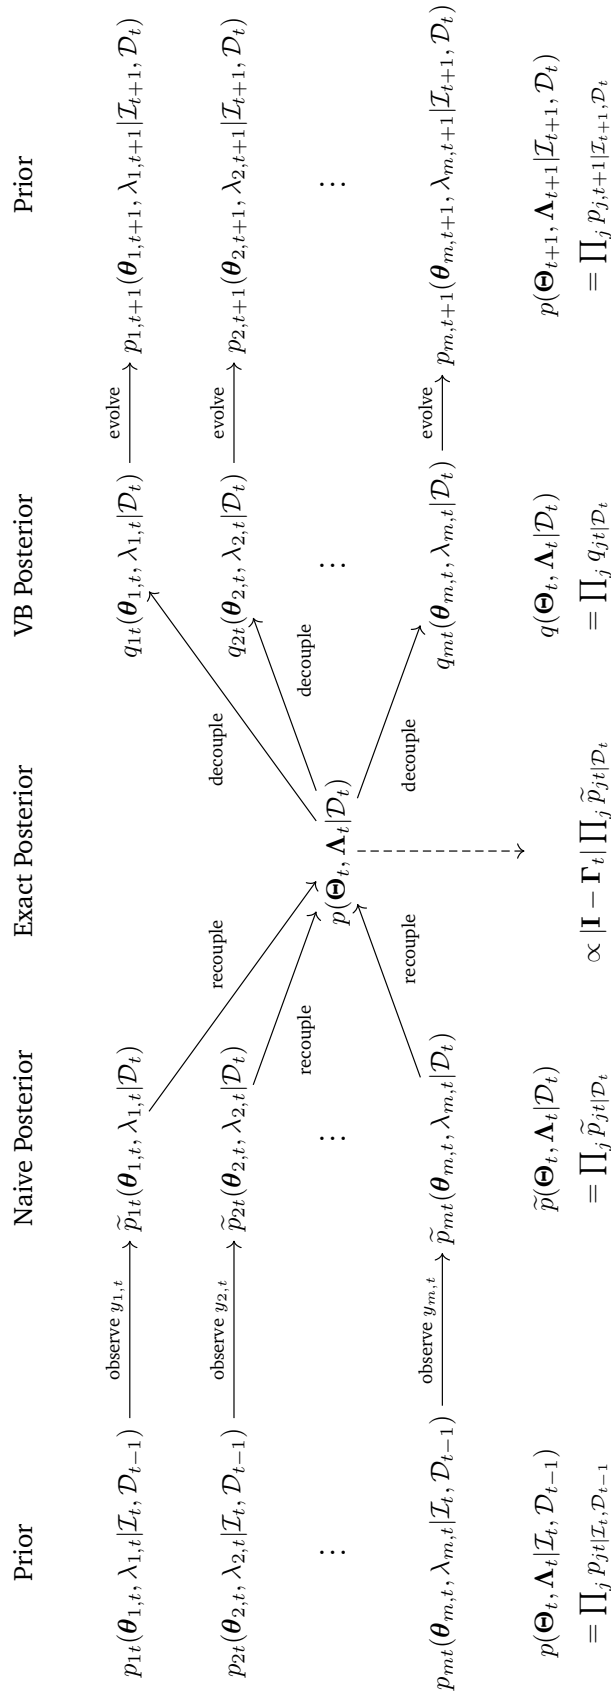 Prior Naive Posterior Exact Posterior VB Posterior Prior
p_{1t}(θ_{1,t}, λ_{1,t}|I_t, D_{t−1}) observe y_{1,t} p̃_{1t}(θ_{1,t}, λ_{1,t}|D_t) recouple decouple q_{1t}(θ_{1,t}, λ_{1,t}|D_t) evolve p_{1,t+1}(θ_{1,t+1}, λ_{1,t+1}|I_{t+1}, D_t)
p_{2t}(θ_{2,t}, λ_{2,t}|I_t, D_{t−1}) observe y_{2,t} p̃_{2t}(θ_{2,t}, λ_{2,t}|D_t) recouple decouple q_{2t}(θ_{2,t}, λ_{2,t}|D_t) evolve p_{2,t+1}(θ_{2,t+1}, λ_{2,t+1}|I_{t+1}, D_t)
⋮ ⋮ p(Θ_t, Λ_t|D_t) ⋮ ⋮
p_{mt}(θ_{m,t}, λ_{m,t}|I_t, D_{t−1}) observe y_{m,t} p̃_{mt}(θ_{m,t}, λ_{m,t}|D_t) recouple decouple q_{mt}(θ_{m,t}, λ_{m,t}|D_t) evolve p_{m,t+1}(θ_{m,t+1}, λ_{m,t+1}|I_{t+1}, D_t)
p(Θ_t, Λ_t|I_t, D_{t−1}) p̃(Θ_t, Λ_t|D_t) ∝ |I − Γ_t| ∏_j p̃_{jt|D_t} q(Θ_t, Λ_t|D_t) p(Θ_{t+1}, Λ_{t+1}|I_{t+1}, D_t)
= ∏_j p_{jt|I_t,D_{t−1}} = ∏_j p̃_{jt|D_t} = ∏_j q_{jt|D_t} = ∏_j p_{j,t+1|I_{t+1},D_t}